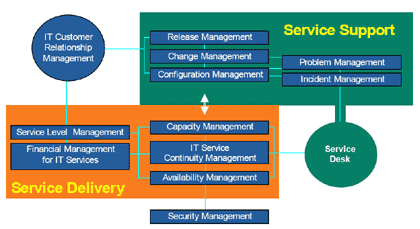 IT Customer
Relationship
Management
Service Support
Release Management
Change Management
Configuration Management
Problem Management
Incident Management
Service Level Management
Financial Management
for IT Services
Capacity Management
IT Service
Continuity Management
Availability Management
Service Delivery
Service
Desk
Security Management